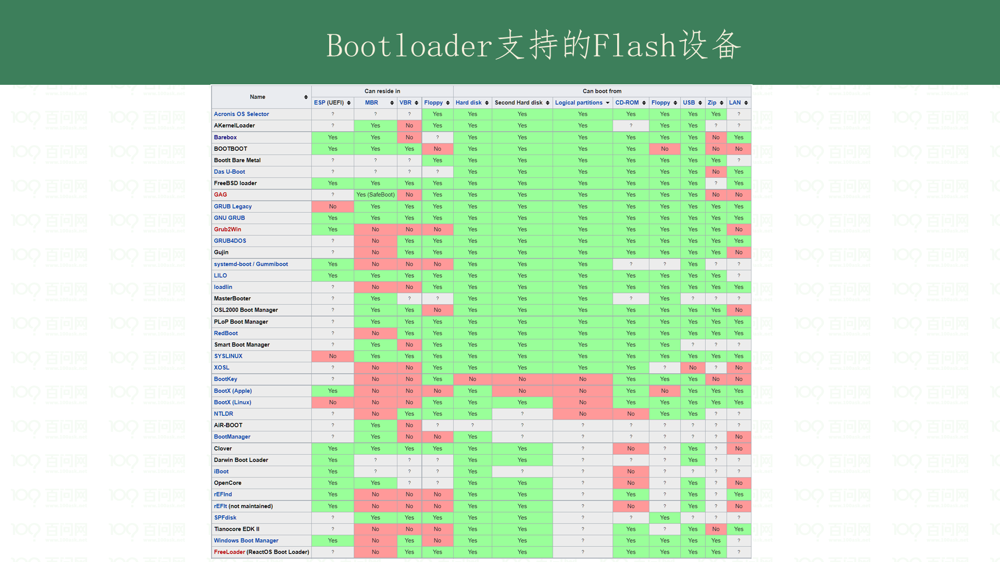 Bootloader支持的Flash设备
Name Can reside in Can boot from
ESP (UEFI) MBR VBR Floppy Hard disk Second Hard disk Logical partitions CD-ROM Floppy USB Zip LAN
Acronis OS Selector ? ? ? Yes Yes Yes Yes Yes Yes Yes Yes ?
AKernelLoader ? Yes No Yes Yes Yes Yes ? Yes Yes ? ?
Barebox Yes Yes No ? Yes Yes Yes Yes Yes Yes No Yes
BOOTBOOT Yes Yes Yes No Yes Yes Yes Yes No Yes No No
BootIt Bare Metal ? ? ? Yes Yes Yes Yes Yes Yes Yes Yes ?
Das U-Boot ? ? ? ? Yes Yes Yes Yes Yes Yes No Yes
FreeBSD loader Yes Yes Yes Yes Yes Yes Yes Yes Yes Yes ? Yes
GAG ? Yes (SafeBoot) No Yes Yes Yes Yes Yes Yes Yes No No
GRUB Legacy No Yes Yes Yes Yes Yes Yes Yes Yes Yes Yes Yes
GNU GRUB Yes Yes Yes Yes Yes Yes Yes Yes Yes Yes Yes Yes
Grub2Win Yes No No No Yes Yes Yes Yes Yes Yes Yes No
GRUB4DOS ? No Yes Yes Yes Yes Yes Yes Yes Yes Yes Yes
Gujin ? No Yes Yes Yes Yes Yes Yes Yes Yes Yes No
systemd-boot / Gummiboot Yes No No No Yes Yes Yes ? ? Yes ? ?
LILO Yes Yes Yes Yes Yes Yes Yes Yes Yes Yes Yes ?
loadlin ? No No Yes Yes Yes Yes Yes Yes Yes Yes Yes
MasterBooter ? Yes ? ? Yes Yes Yes ? Yes ? ? ?
OSL2000 Boot Manager ? Yes Yes No Yes Yes Yes Yes Yes Yes Yes No
PLoP Boot Manager ? Yes Yes Yes Yes Yes Yes Yes Yes Yes Yes Yes
RedBoot ? No Yes Yes Yes Yes Yes Yes Yes Yes Yes Yes
Smart Boot Manager ? Yes No Yes Yes Yes Yes Yes Yes ? ? ?
SYSLINUX No Yes Yes Yes Yes Yes Yes Yes Yes Yes Yes Yes
XOSL ? No No Yes Yes Yes Yes Yes ? No ? No
BootKey ? No No Yes No No No Yes Yes Yes No No
BootX (Apple) Yes No No No Yes No No Yes No Yes Yes Yes
BootX (Linux) No No No Yes Yes Yes No Yes Yes Yes Yes Yes
NTLDR ? No Yes Yes Yes ? No No Yes Yes ? ?
AiR-BOOT ? Yes No ? ? ? ? ? ? ? ? ?
BootManager ? Yes No No Yes ? ? ? ? ? ? No
Clover Yes Yes Yes Yes Yes Yes ? No ? Yes ? No
Darwin Boot Loader Yes ? ? ? Yes Yes ? ? ? Yes ? ?
iBoot Yes ? ? ? Yes ? ? No ? ? ? ?
OpenCore Yes Yes ? ? Yes Yes ? No ? Yes ? No
rEFInd Yes No No No Yes Yes ? Yes ? Yes ? Yes
rEFIt (not maintained) Yes No No No Yes Yes ? No ? Yes ? No
SPFdisk ? Yes Yes Yes Yes Yes ? ? Yes ? ? ?
Tianocore EDK II ? No No No Yes Yes ? Yes ? Yes No Yes
Windows Boot Manager Yes No Yes No Yes Yes ? Yes Yes Yes Yes ?
FreeLoader (ReactOS Boot Loader) ? No Yes Yes Yes Yes ? Yes Yes Yes Yes ?